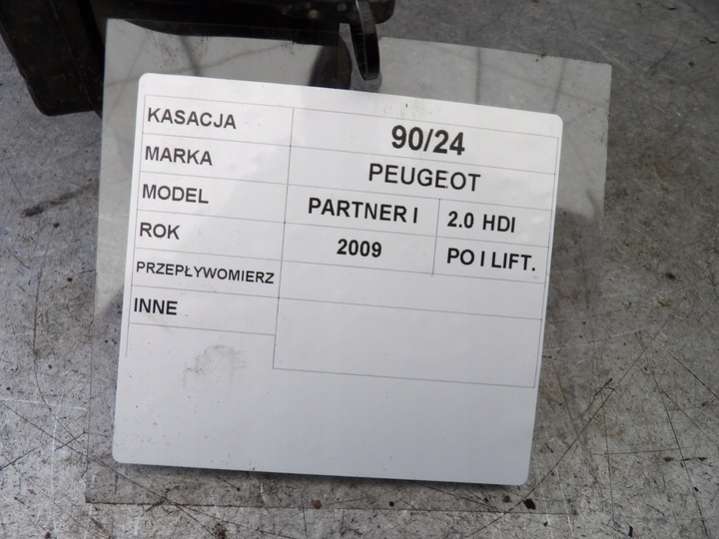 KASACJA 90/24
MARKA PEUGEOT
MODEL PARTNER I 2.0 HDI
ROK 2009 PO I LIFT.
PRZEPŁYWOMIERZ
INNE